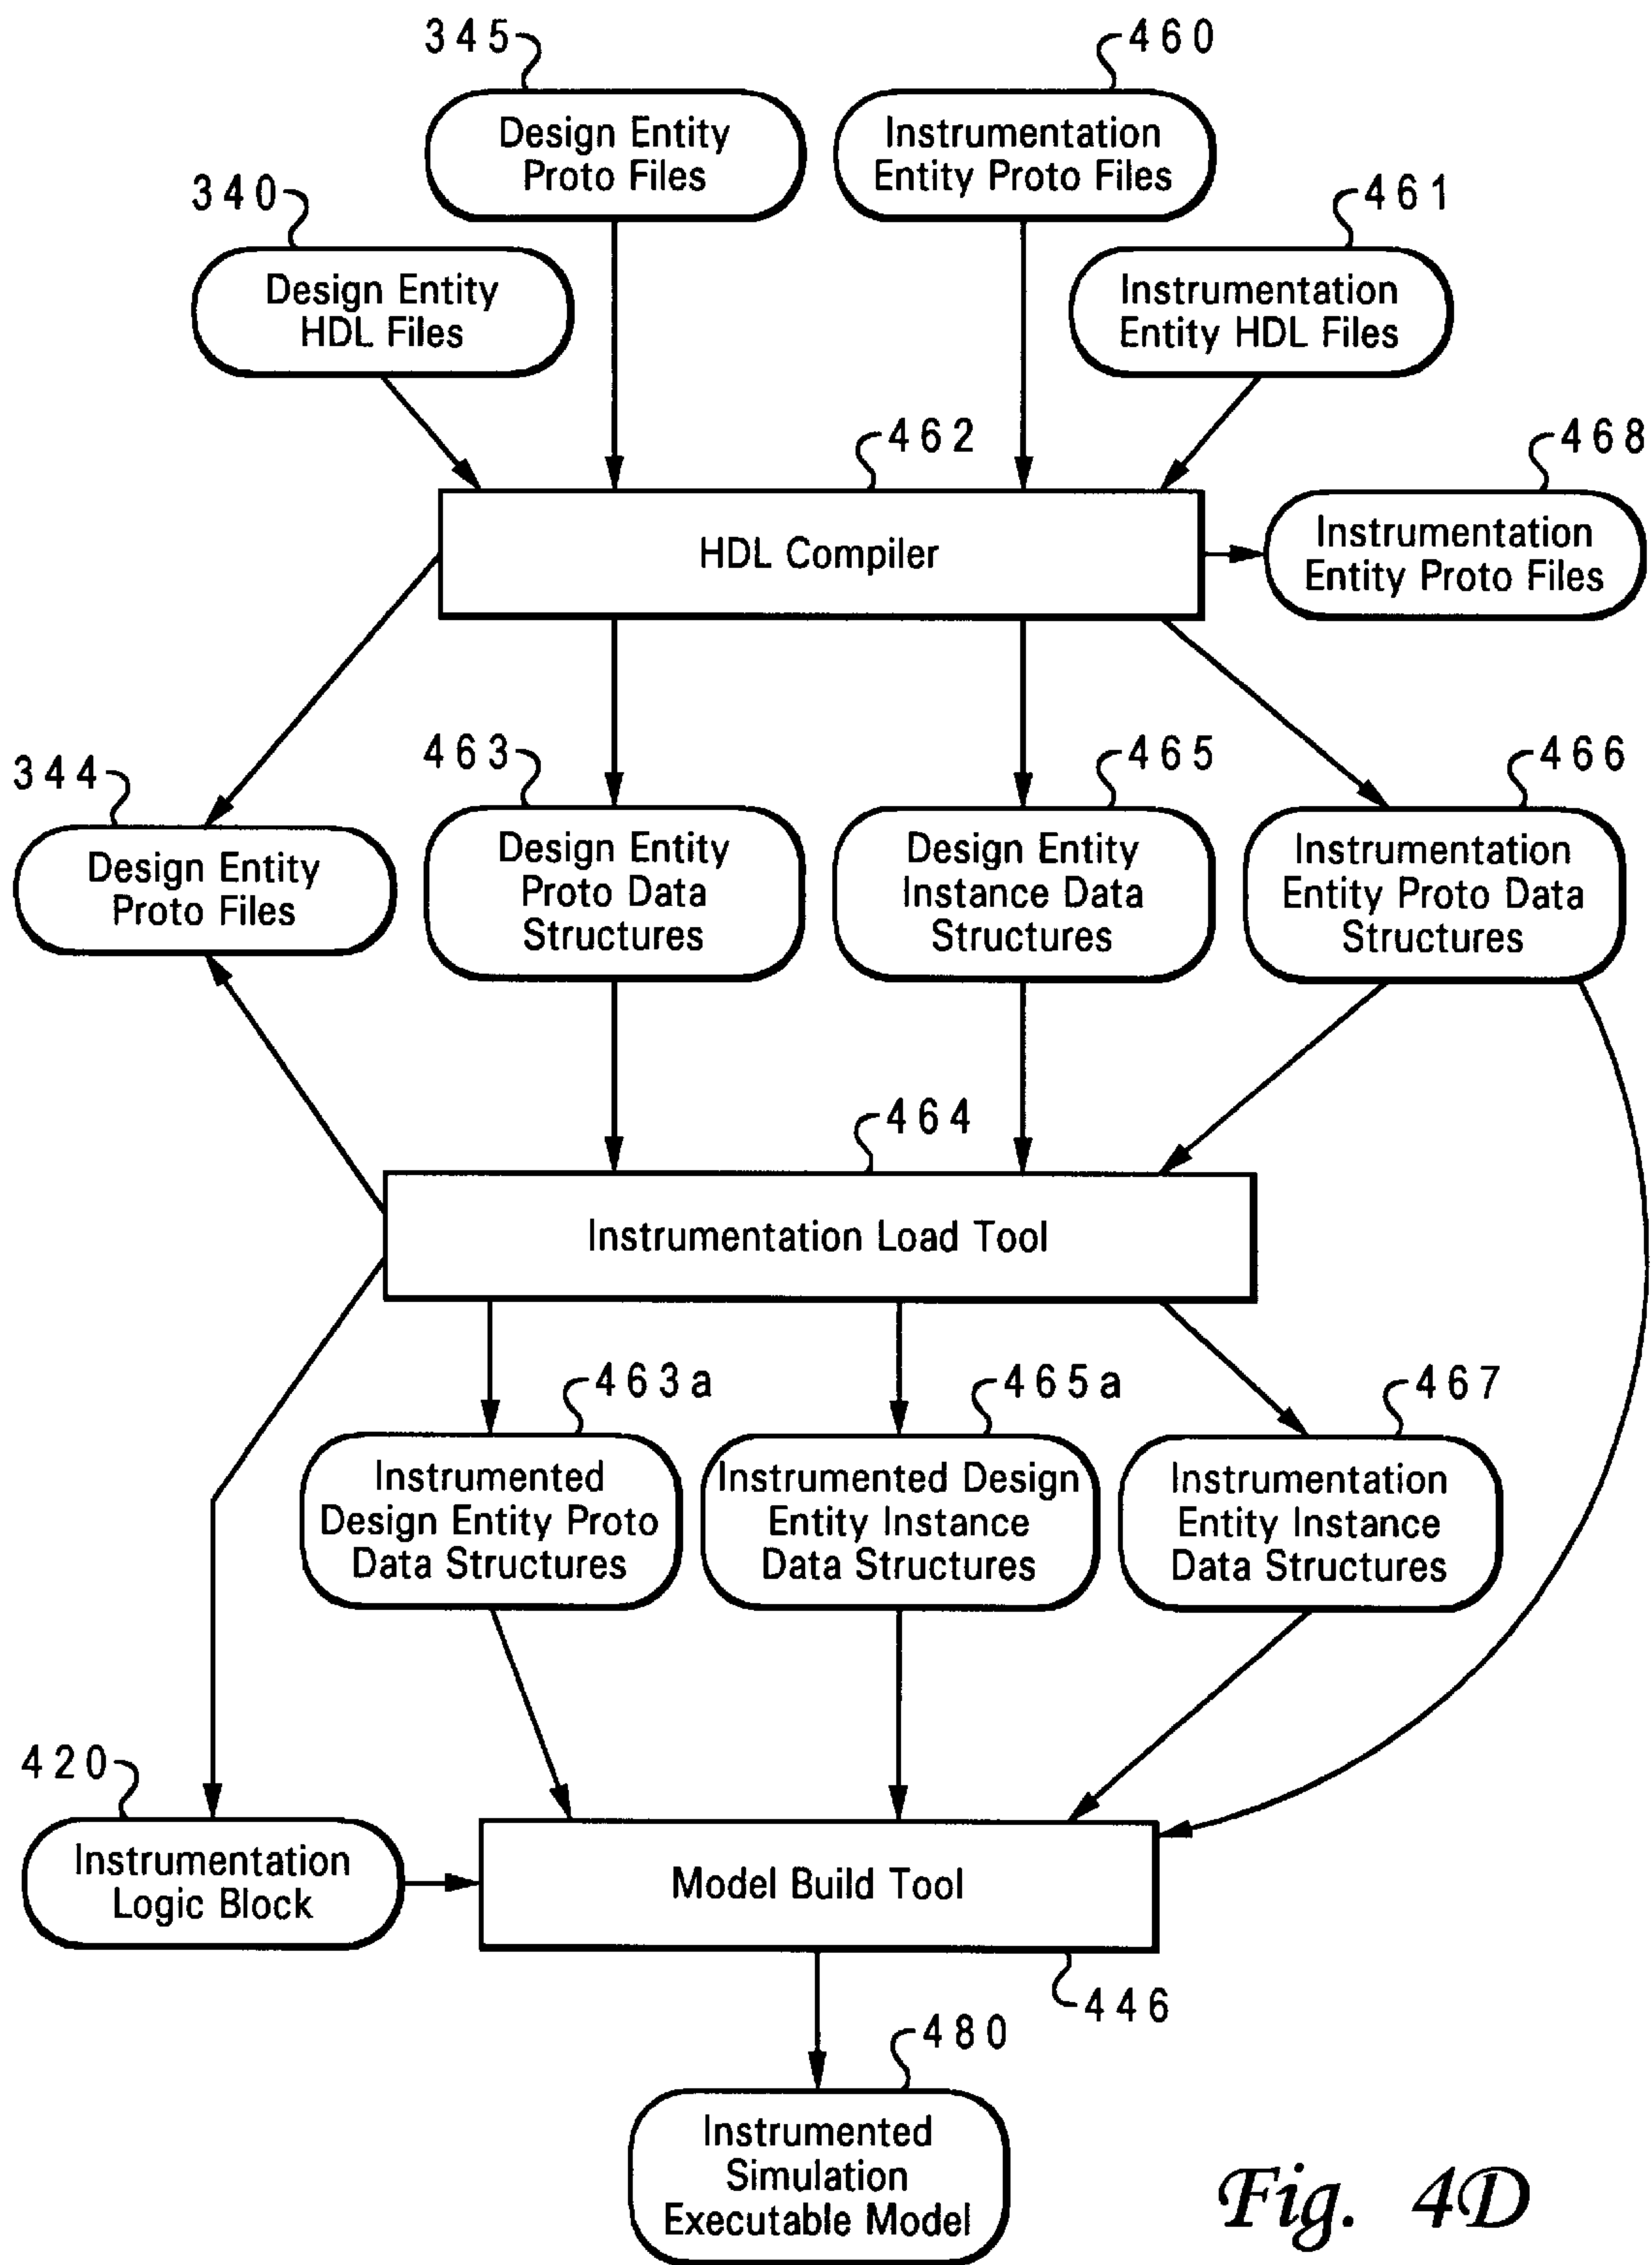 345
460
Design Entity
Proto Files
Instrumentation
Entity Proto Files
340
461
Design Entity
HDL Files
Instrumentation
Entity HDL Files
462
468
HDL Compiler
Instrumentation
Entity Proto Files
344
463
465
466
Design Entity
Proto Files
Design Entity
Proto Data
Structures
Design Entity
Instance Data
Structures
Instrumentation
Entity Proto Data
Structures
464
Instrumentation Load Tool
463a
465a
467
Instrumented
Design Entity Proto
Data Structures
Instrumented Design
Entity Instance
Data Structures
Instrumentation
Entity Instance
Data Structures
420
Instrumentation
Logic Block
Model Build Tool
446
480
Instrumented
Simulation
Executable Model
Fig. 4D